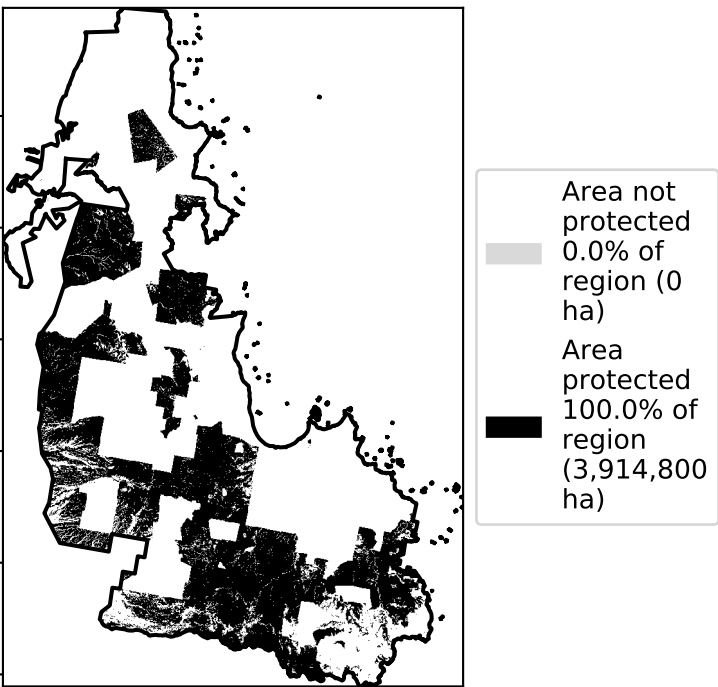 Area not
protected
0.0% of
region (0
ha)
Area
protected
100.0% of
region
(3,914,800
ha)